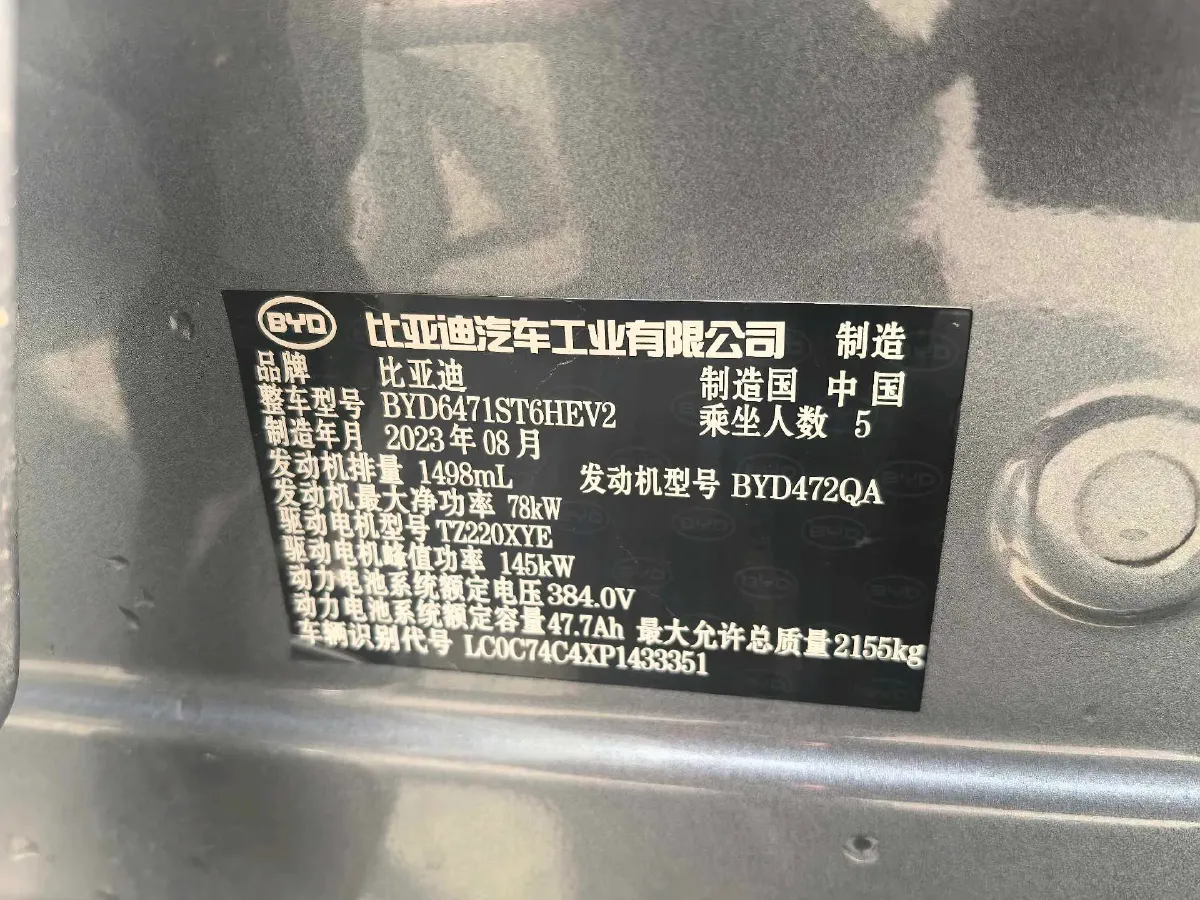 BYD 比亚迪汽车工业有限公司 制造
品牌 比亚迪 制造国 中国
整车型号 BYD6471ST6HEV2 乘坐人数 5
制造年月 2023年08月
发动机排量 1498mL 发动机型号 BYD472QA
发动机最大净功率 78kW
驱动电机型号 TZ220XYE
驱动电机峰值功率 145kW
动力电池系统额定电压 384.0V
动力电池系统额定容量 47.7Ah 最大允许总质量 2155kg
车辆识别代号 LC0C74C4XP1433351